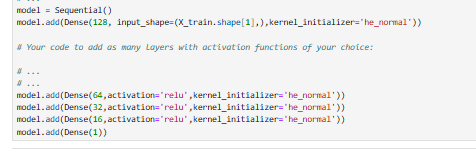 model = Sequential()
model.add(Dense(128, input_shape=(X_train.shape[1],),kernel_initializer='he_normal'))
# Your code to add as many layers with activation functions of your choice:
# ...
# ...
model.add(Dense(64,activation='relu',kernel_initializer='he_normal'))
model.add(Dense(32,activation='relu',kernel_initializer='he_normal'))
model.add(Dense(16,activation='relu',kernel_initializer='he_normal'))
model.add(Dense(1))